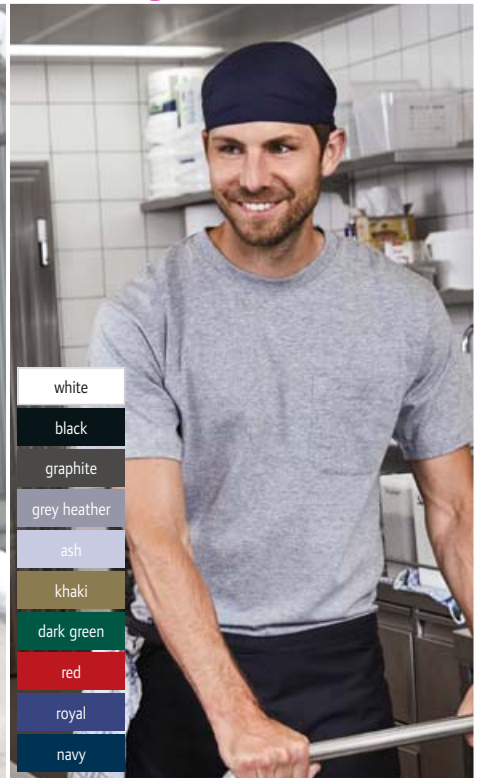 white
black
graphite
grey heather
ash
khaki
dark green
red
royal
navy